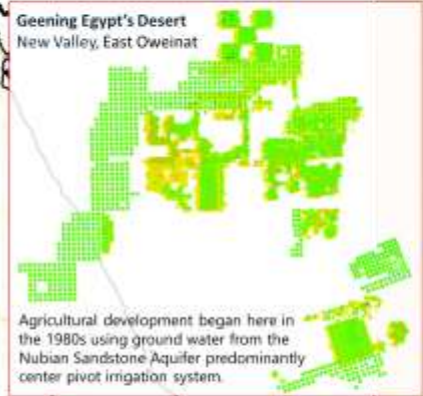 Geening Egypt's Desert
New Valley, East Oweinat
Agricultural development began here in
the 1980s using ground water from the
Nubian Sandstone Aquifer predominantly
center pivot irrigation system.